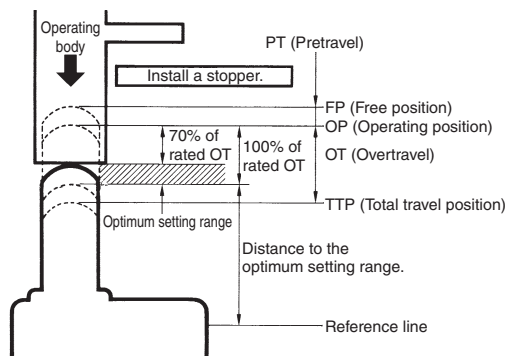 Operating
body
PT (Pretravel)
Install a stopper.
FP (Free position)
OP (Operating position)
70% of
rated OT
100% of
rated OT
OT (Overtravel)
TTP (Total travel position)
Optimum setting range
Distance to the
optimum setting range.
Reference line